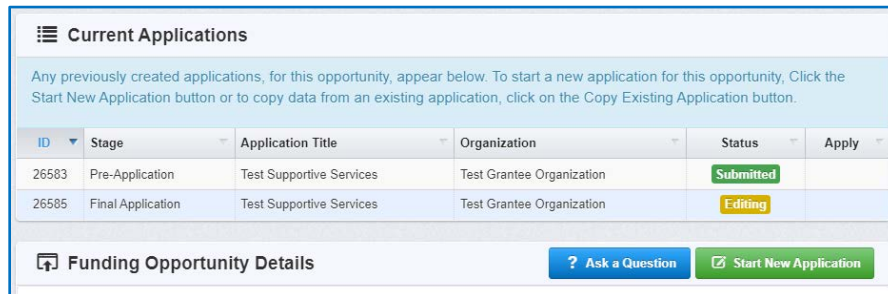 Current Applications
Any previously created applications, for this opportunity, appear below. To start a new application for this opportunity, Click the
Start New Application button or to copy data from an existing application, click on the Copy Existing Application button.
ID Stage Application Title Organization Status Apply
26583 Pre-Application Test Supportive Services Test Grantee Organization Submitted
26585 Final Application Test Supportive Services Test Grantee Organization Editing
Funding Opportunity Details ? Ask a Question Start New Application